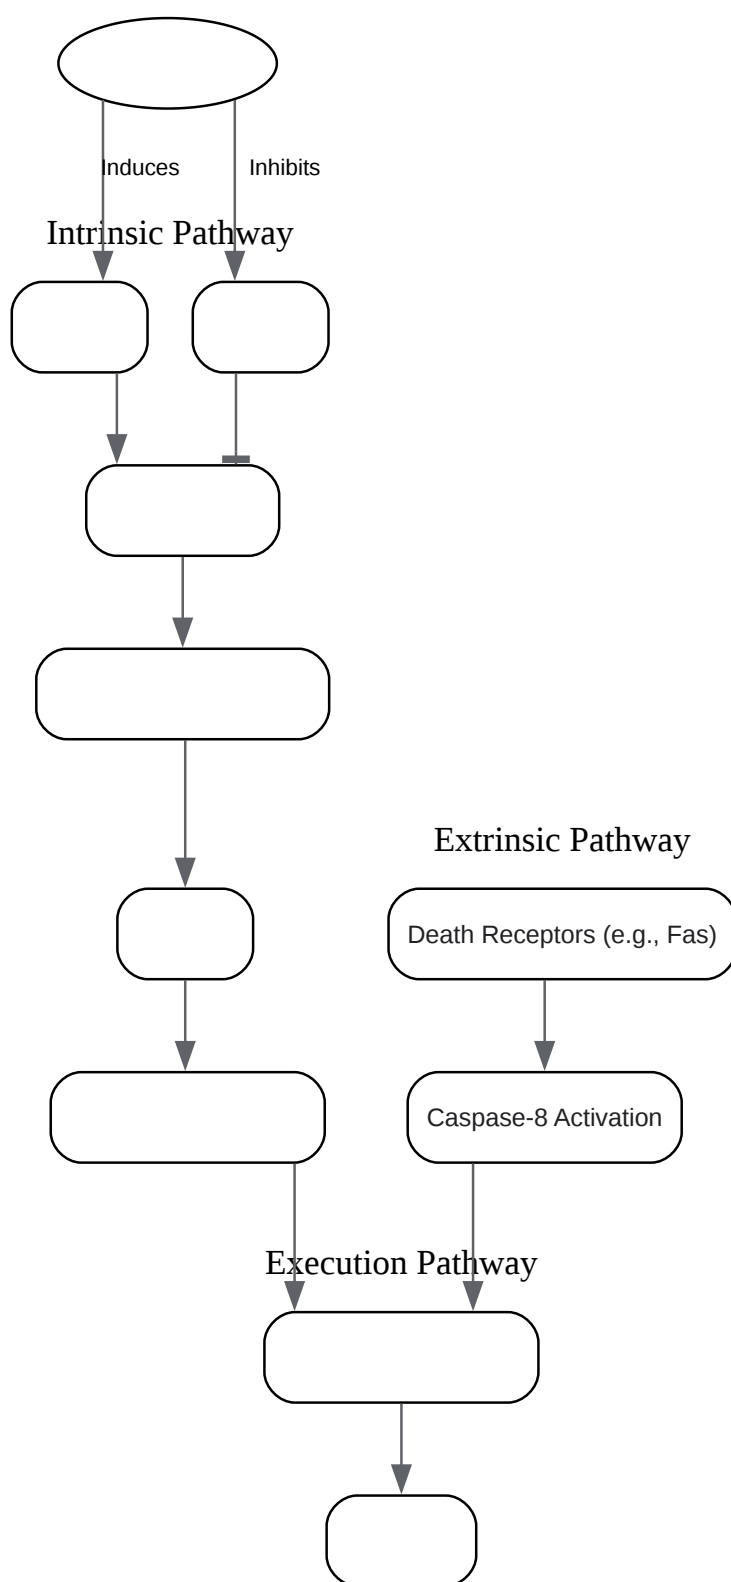 Induces
Inhibits
Intrinsic Pathway
Extrinsic Pathway
Death Receptors (e.g., Fas)
Caspase-8 Activation
Execution Pathway